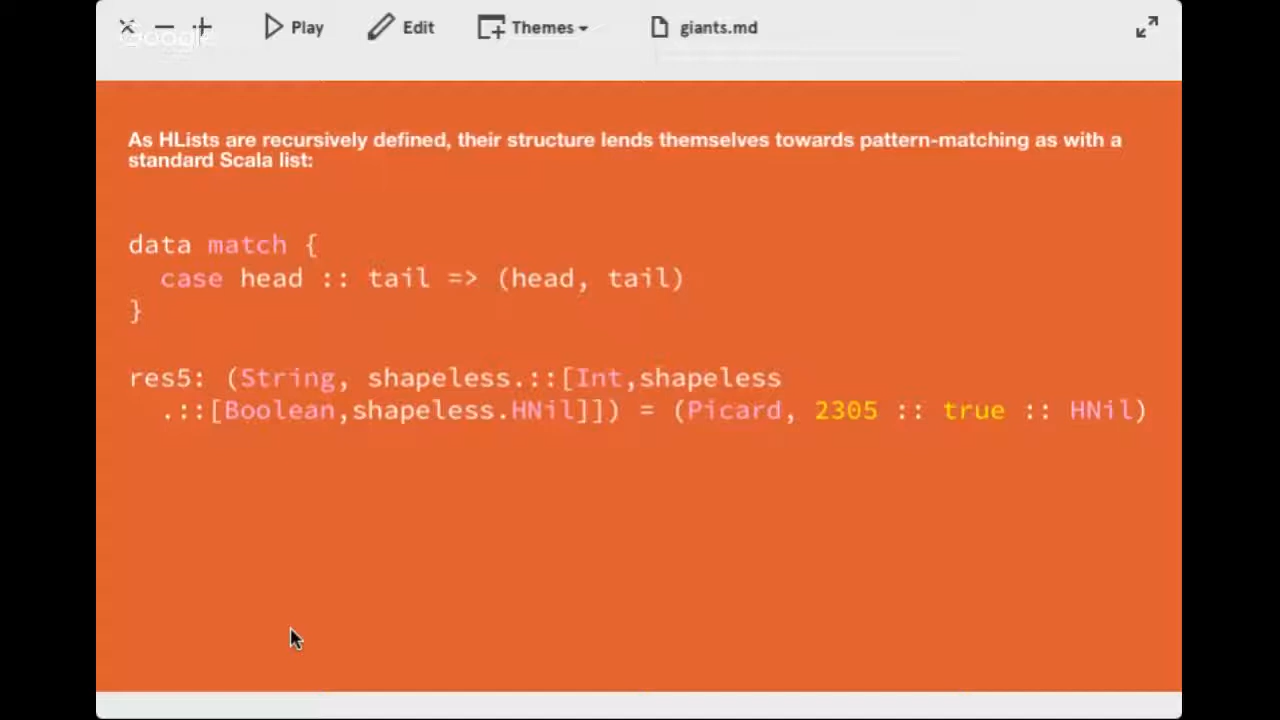 Google
Play Edit Themes giants.md
As HLists are recursively defined, their structure lends themselves towards pattern-matching as with a
standard Scala list:
data match {
case head :: tail => (head, tail)
}
res5: (String, shapeless.::[Int,shapeless
.::[Boolean,shapeless.HNil]]) = (Picard, 2305 :: true :: HNil)